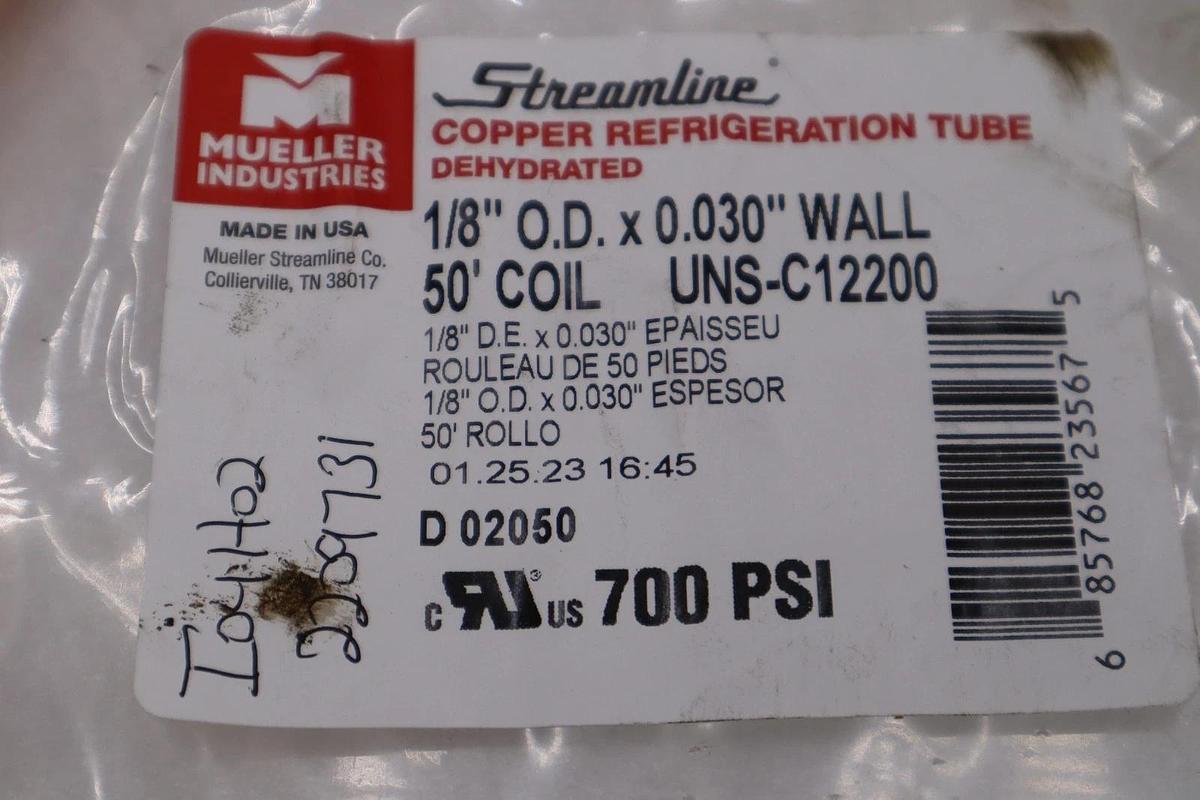 MUELLER
INDUSTRIES
MADE IN USA
Mueller Streamline Co.
Collierville, TN 38017
Streamline®
COPPER REFRIGERATION TUBE
DEHYDRATED
1/8" O.D. x 0.030" WALL
50' COIL UNS-C12200
1/8" D.E. x 0.030" EPAISSEU
ROULEAU DE 50 PIEDS
1/8" O.D. x 0.030" ESPESOR
50' ROLLO
01.25.23 16:45
D 02050
C RU® US 700 PSI
6 85768 23567 5
2209731